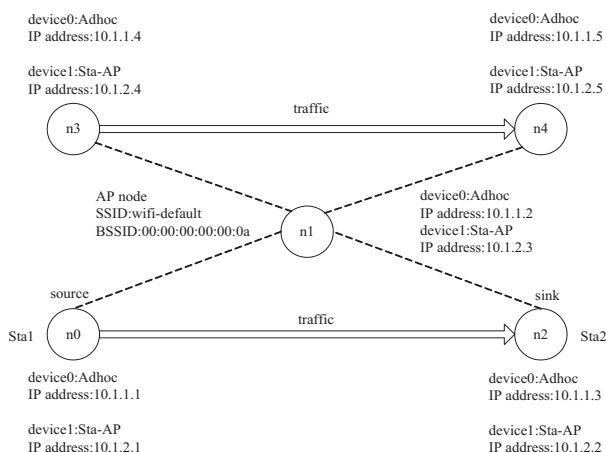 device0:Adhoc
IP address:10.1.1.4
device1:Sta-AP
IP address:10.1.2.4
device0:Adhoc
IP address:10.1.1.5
device1:Sta-AP
IP address:10.1.2.5
n3
traffic
n4
AP node
SSID:wifi-default
BSSID:00:00:00:00:00:0a
n1
device0:Adhoc
IP address:10.1.1.2
device1:Sta-AP
IP address:10.1.2.3
source
sink
Sta1
n0
traffic
n2
Sta2
device0:Adhoc
IP address:10.1.1.1
device1:Sta-AP
IP address:10.1.2.1
device0:Adhoc
IP address:10.1.1.3
device1:Sta-AP
IP address:10.1.2.2